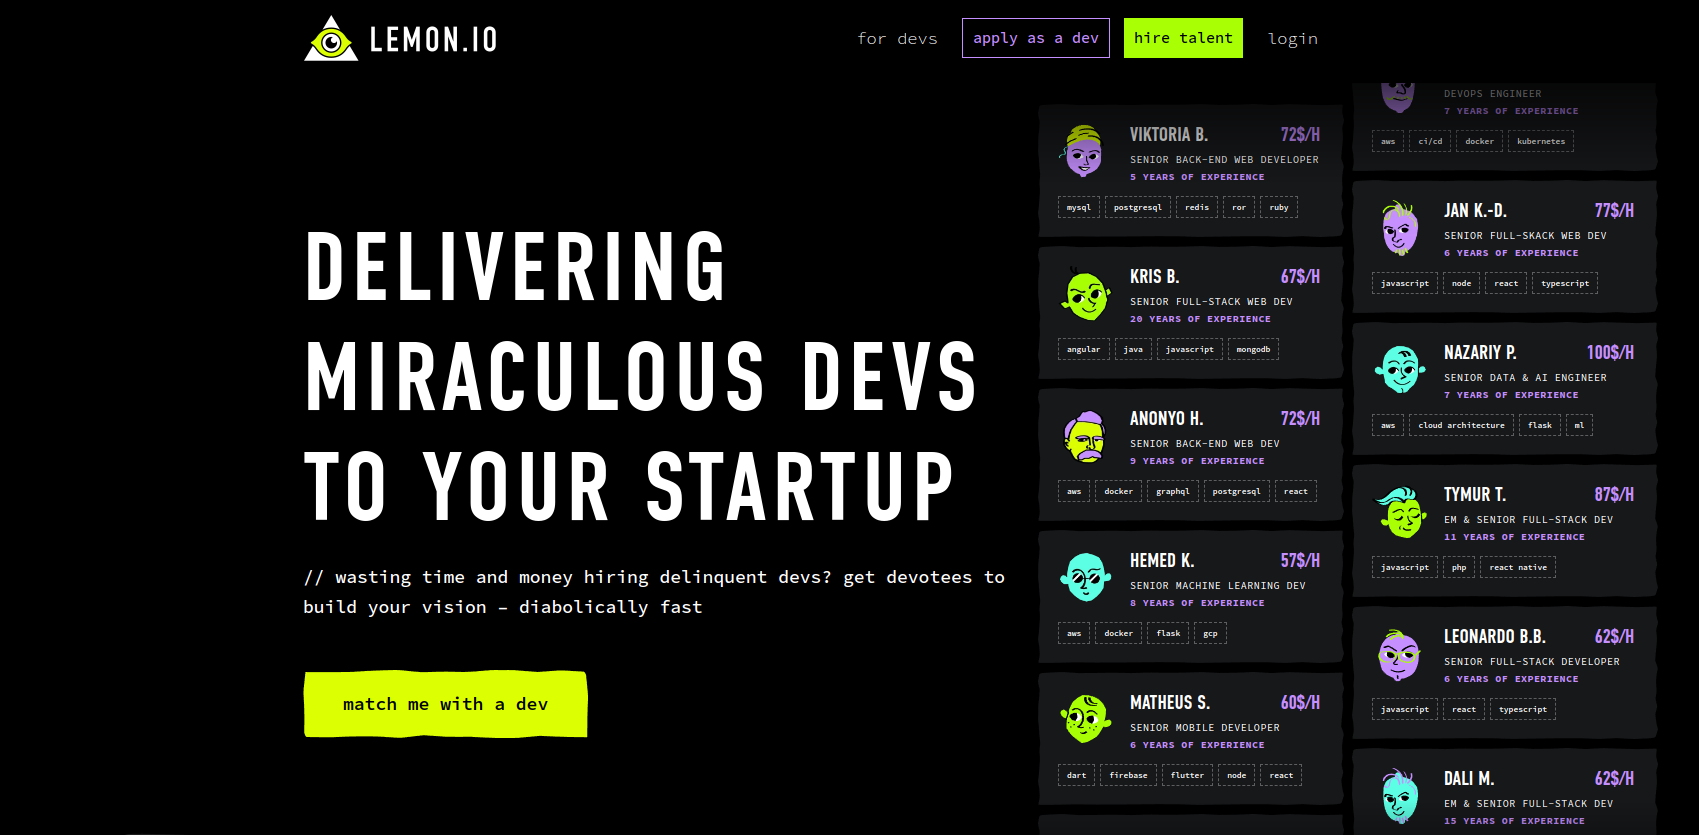 LEMON.IO
for devs
apply as a dev
hire talent
login
DELIVERING
MIRACULOUS DEVS
TO YOUR STARTUP
// wasting time and money hiring delinquent devs? get devotees to
build your vision – diabolically fast
match me with a dev
VIKTORIA B. 72$/H
SENIOR BACK-END WEB DEVELOPER
5 YEARS OF EXPERIENCE
mysql postgresql redis ror ruby
KRIS B. 67$/H
SENIOR FULL-STACK WEB DEV
20 YEARS OF EXPERIENCE
angular java javascript mongodb
ANONYO H. 72$/H
SENIOR BACK-END WEB DEV
9 YEARS OF EXPERIENCE
aws docker graphql postgresql react
HEMED K. 57$/H
SENIOR MACHINE LEARNING DEV
8 YEARS OF EXPERIENCE
aws docker flask gcp
MATHEUS S. 60$/H
SENIOR MOBILE DEVELOPER
6 YEARS OF EXPERIENCE
dart firebase flutter node react
DEVOPS ENGINEER
7 YEARS OF EXPERIENCE
aws ci/cd docker kubernetes
JAN K.-D. 77$/H
SENIOR FULL-SKACK WEB DEV
6 YEARS OF EXPERIENCE
javascript node react typescript
NAZARIY P. 100$/H
SENIOR DATA & AI ENGINEER
7 YEARS OF EXPERIENCE
aws cloud architecture flask ml
TYMUR T. 87$/H
EM & SENIOR FULL-STACK DEV
11 YEARS OF EXPERIENCE
javascript php react native
LEONARDO B.B. 62$/H
SENIOR FULL-STACK DEVELOPER
6 YEARS OF EXPERIENCE
javascript react typescript
DALI M. 62$/H
EM & SENIOR FULL-STACK DEV
15 YEARS OF EXPERIENCE